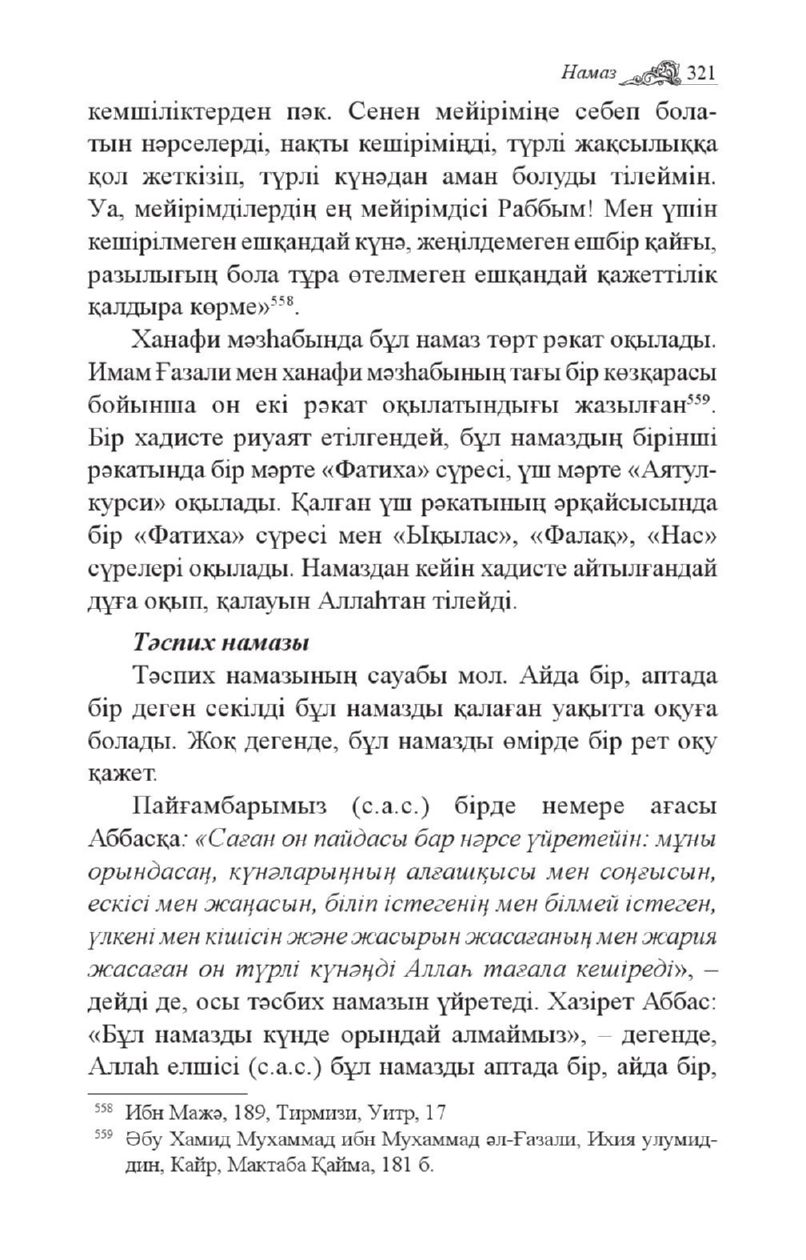 Намаз 321
кемшіліктерден пәк. Сенен мейіріміңе себеп бола-
тын нәрселерді, нақты кешіріміңді, түрлі жақсылыққа
қол жеткізіп, түрлі күнәдан аман болуды тілеймін.
Уа, мейірімділердің ең мейірімдісі Раббым! Мен үшін
кешірілмеген ешқандай күнә, жеңілдемеген ешбір қайғы,
разылығың бола тұра өтелмеген ешқандай қажеттілік
қалдыра көрме»558.
Ханафи мәзһабында бұл намаз төрт рәкат оқылады.
Имам Ғазали мен ханафи мәзһабының тағы бір көзқарасы
бойынша он екі рәкат оқылатындығы жазылған559.
Бір хадисте риуаят етілгендей, бұл намаздың бірінші
рәкатында бір мәрте «Фатиха» сүресі, үш мәрте «Аятул-
курси» оқылады. Қалған үш рәкатының әрқайсысында
бір «Фатиха» сүресі мен «Ықылас», «Фалақ», «Нас»
сүрелері оқылады. Намаздан кейін хадисте айтылғандай
дұға оқып, қалауын Аллаһтан тілейді.
Тәспих намазы
Тәспих намазының сауабы мол. Айда бір, аптада
бір деген секілді бұл намазды қалаған уақытта оқуға
болады. Жоқ дегенде, бұл намазды өмірде бір рет оқу
қажет.
Пайғамбарымыз (с.а.с.) бірде немере ағасы
Аббасқа: «Саған он пайдасы бар нәрсе үйретейін: мұны
орындасаң, күнәларыңның алғашқысы мен соңғысын,
ескісі мен жаңасын, біліп істегенің мен білмей істеген,
үлкені мен кішісін және жасырын жасағаның мен жария
жасаған он түрлі күнәңді Аллаһ тағала кешіреді», –
дейді де, осы тәсбих намазын үйретеді. Хазірет Аббас:
«Бұл намазды күнде орындай алмаймыз», – дегенде,
Аллаһ елшісі (с.а.с.) бұл намазды аптада бір, айда бір,
558 Ибн Мажә, 189, Тирмизи, Уитр, 17
559 Әбу Хамид Мухаммад ибн Мухаммад әл-Ғазали, Ихия улумид-
дин, Кайр, Мактаба Қайма, 181 б.